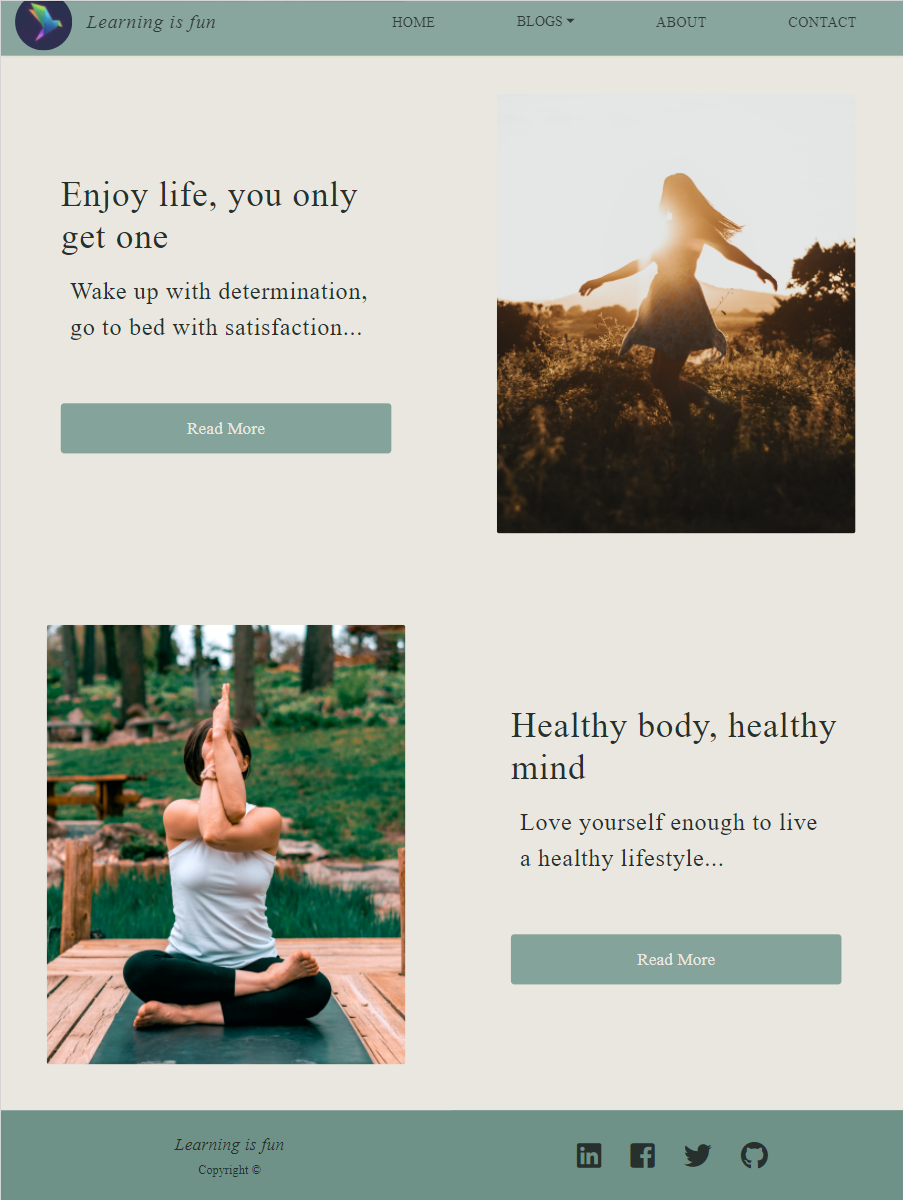 Learning is fun
HOME
BLOGS
ABOUT
CONTACT
Enjoy life, you only
get one
Wake up with determination,
go to bed with satisfaction...
Read More
Healthy body, healthy
mind
Love yourself enough to live
a healthy lifestyle...
Read More
Learning is fun
Copyright ©